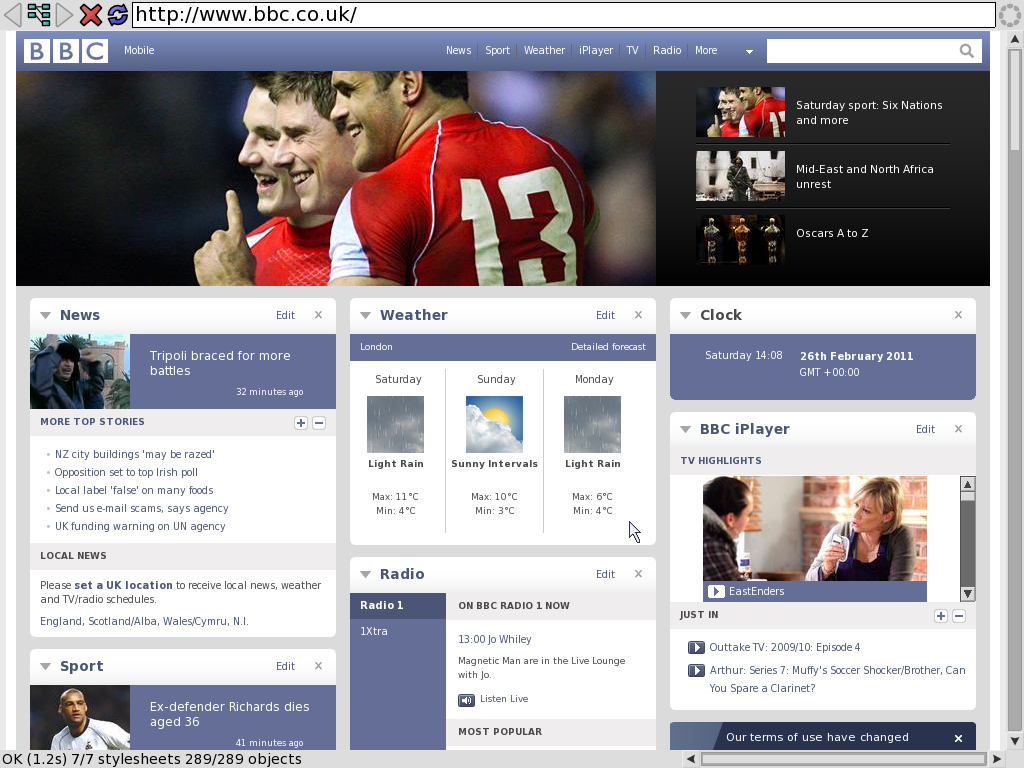 http://www.bbc.co.uk/
BBC
Mobile
News
Sport
Weather
iPlayer
TV
Radio
More
13
Saturday sport: Six Nations
and more
Mid-East and North Africa
unrest
Oscars A to Z
News
Edit
x
Tripoli braced for more
battles
32 minutes ago
MORE TOP STORIES
NZ city buildings 'may be razed'
Opposition set to top Irish poll
Local label 'false' on many foods
Send us e-mail scams, says agency
UK funding warning on UN agency
LOCAL NEWS
Please set a UK location to receive local news, weather
and TV/radio schedules.
England, Scotland/Alba, Wales/Cymru, N.I.
Sport
Edit
x
Ex-defender Richards dies
aged 36
41 minutes ago
Weather
Edit
x
London
Detailed forecast
Saturday
Sunday
Monday
Light Rain
Sunny Intervals
Light Rain
Max: 11°C
Max: 10°C
Max: 6°C
Min: 4°C
Min: 3°C
Min: 4°C
Radio
Edit
x
Radio 1
1Xtra
ON BBC RADIO 1 NOW
13:00 Jo Whiley
Magnetic Man are in the Live Lounge
with Jo.
Listen Live
MOST POPULAR
Clock
x
Saturday 14:08
26th February 2011
GMT +00:00
BBC iPlayer
Edit
x
TV HIGHLIGHTS
EastEnders
JUST IN
Outtake TV: 2009/10: Episode 4
Arthur: Series 7: Muffy's Soccer Shocker/Brother, Can
You Spare a Clarinet?
Our terms of use have changed
x
OK (1.2s) 7/7 stylesheets 289/289 objects